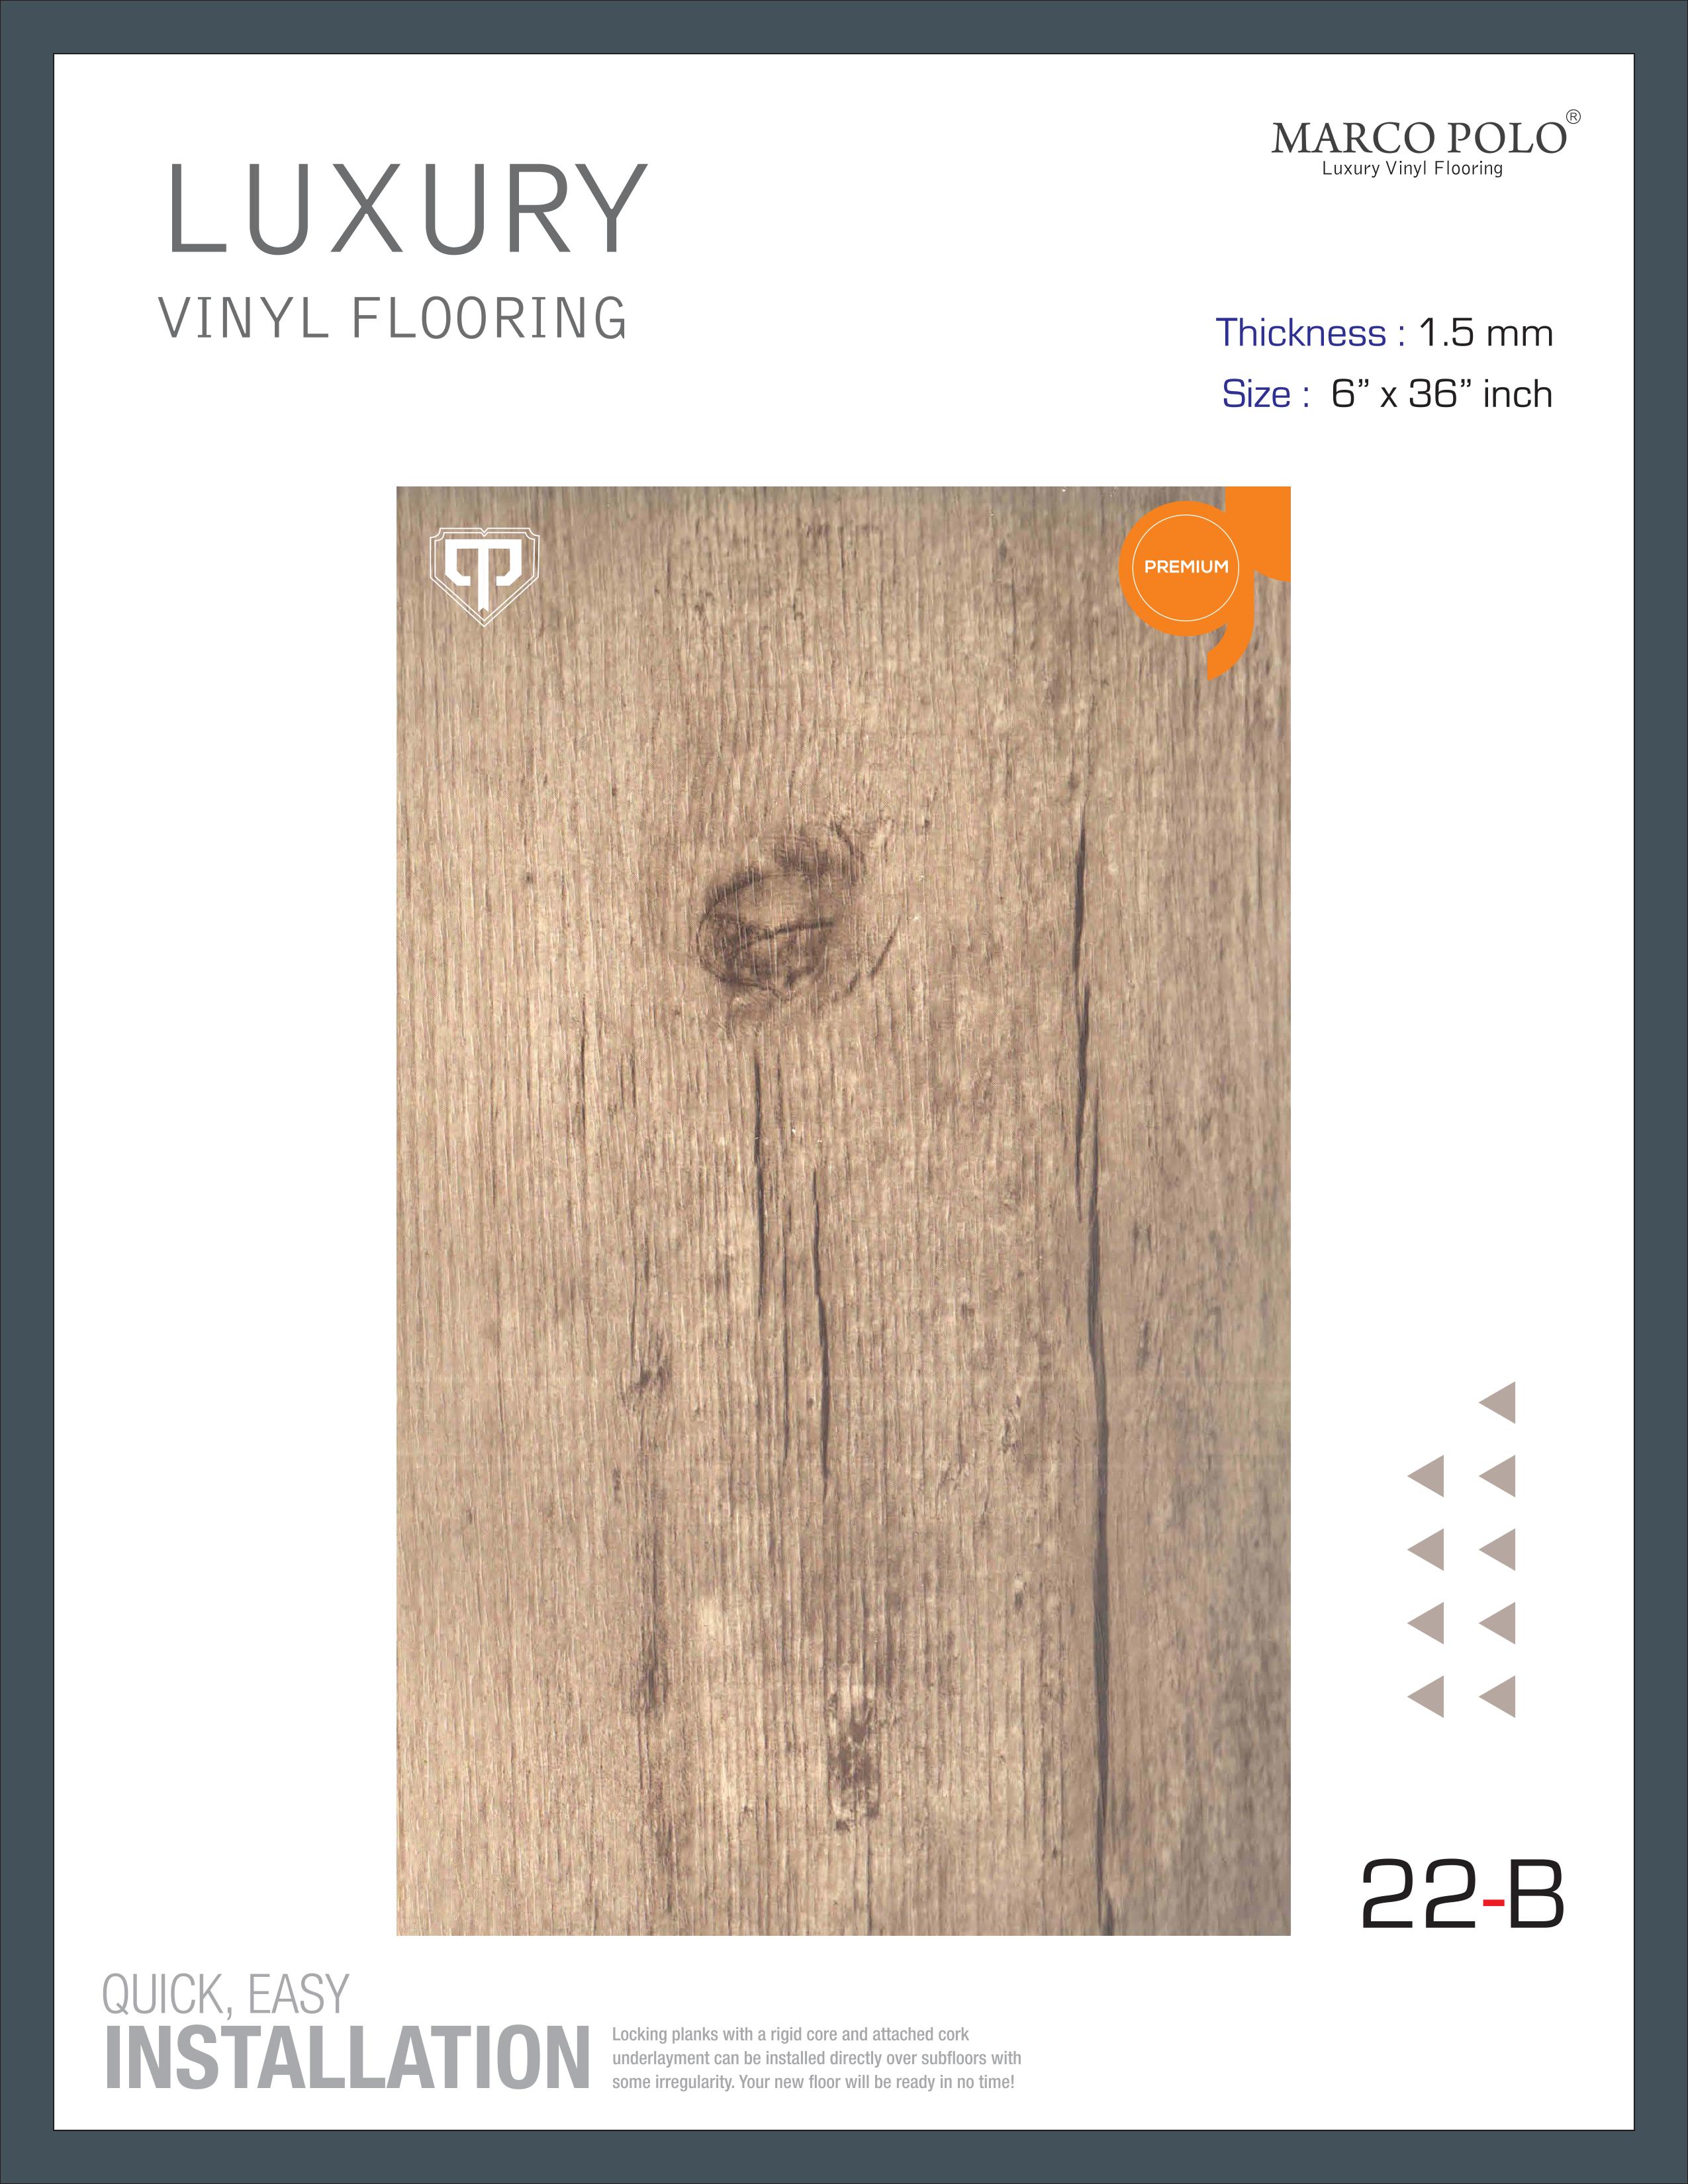 MARCO POLO®
Luxury Vinyl Flooring
LUXURY
VINYL FLOORING
Thickness : 1.5 mm
Size : 6” x 36” inch
PREMIUM
22-B
QUICK, EASY
INSTALLATION
Locking planks with a rigid core and attached cork
underlayment can be installed directly over subfloors with
some irregularity. Your new floor will be ready in no time!